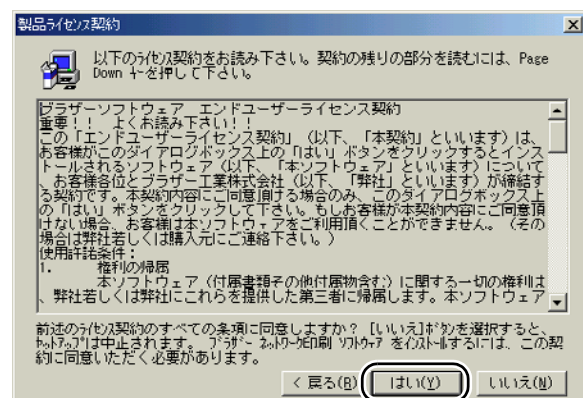 製品ライセンス契約
以下のライセンス契約をお読み下さい。契約の残りの部分を読むには、Page
Down キーを押して下さい。
ブラザーソフトウェア　エンドユーザーライセンス契約
重要！！　よくお読み下さい！！
この「エンドユーザーライセンス契約」（以下、「本契約」といいます）は、
お客様がこのダイアログボックス上の「はい」ボタンをクリックするとインス
トールされるソフトウェア（以下、「本ソフトウェア」といいます）について
、お客様各位とブラザー工業株式会社（以下、「弊社」といいます）が締結す
る契約です。本契約内容にご同意頂ける場合のみ、このダイアログボックス上
の「はい」ボタンをクリックして下さい。もしお客様が本契約内容にご同意頂
けない場合、お客様は本ソフトウェアをご利用頂くことができません。（その
場合は弊社若しくは購入元にご連絡下さい。）
使用許諾条件：
1.　　権利の帰属
本ソフトウェア（付属書類その他付属物含む）に関する一切の権利は
、弊社若しくは弊社にこれらを提供した第三者に帰属します。本ソフトウェア
前述のライセンス契約のすべての条項に同意しますか？ [いいえ]ボタンを選択すると、
セットアップは中止されます。 ブラザー ネットワーク印刷 ソフトウェア をインストールするには、この契
約に同意いただく必要があります。
< 戻る(B)　はい(Y)　いいえ(N)